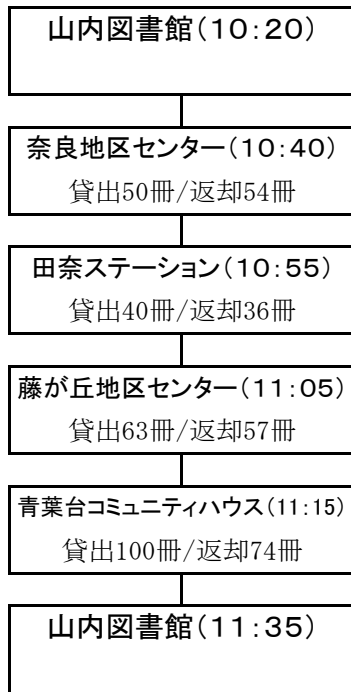 山内図書館(10:20)
奈良地区センター(10:40)
貸出50冊/返却54冊
田奈ステーション(10:55)
貸出40冊/返却36冊
藤が丘地区センター(11:05)
貸出63冊/返却57冊
青葉台コミュニティハウス(11:15)
貸出100冊/返却74冊
山内図書館(11:35)